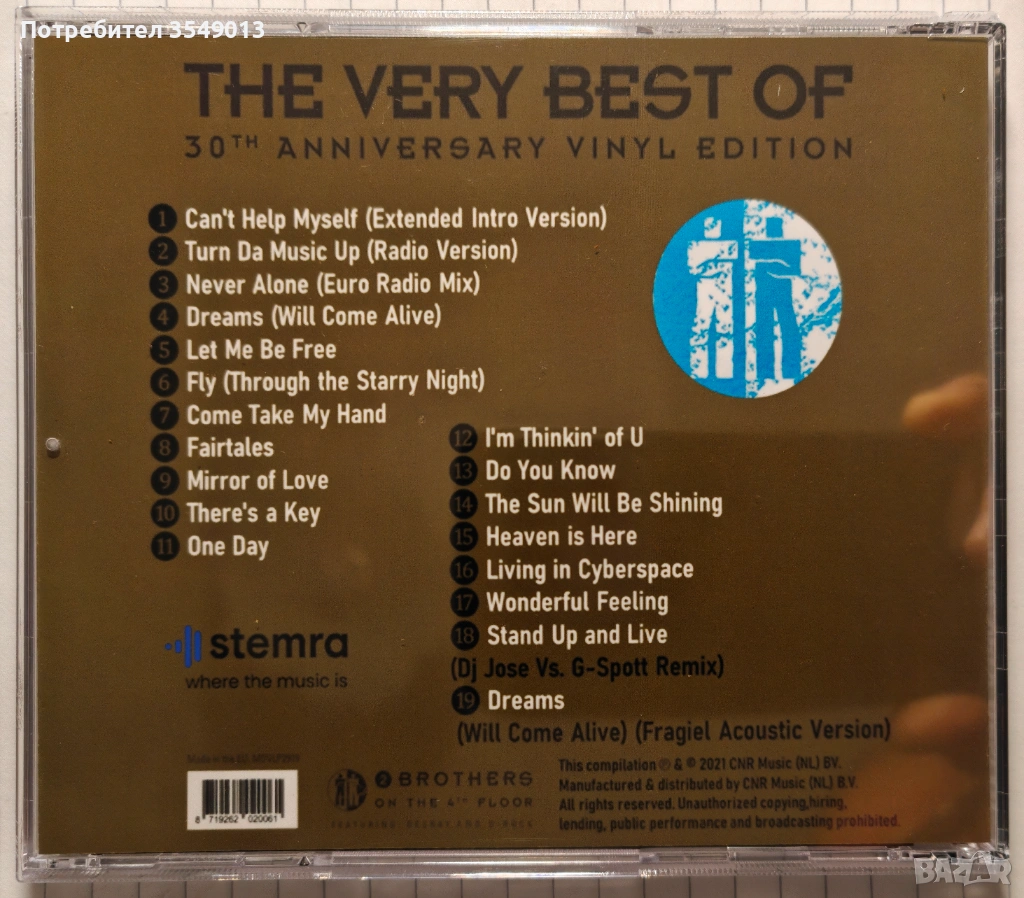 Потребител 3549013
THE VERY BEST OF
30TH ANNIVERSARY VINYL EDITION
1 Can't Help Myself (Extended Intro Version)
2 Turn Da Music Up (Radio Version)
3 Never Alone (Euro Radio Mix)
4 Dreams (Will Come Alive)
5 Let Me Be Free
6 Fly (Through the Starry Night)
7 Come Take My Hand
8 Fairtales
9 Mirror of Love
10 There's a Key
11 One Day
12 I'm Thinkin' of U
13 Do You Know
14 The Sun Will Be Shining
15 Heaven is Here
16 Living in Cyberspace
17 Wonderful Feeling
18 Stand Up and Live
(Dj Jose Vs. G-Spott Remix)
19 Dreams
(Will Come Alive) (Fragiel Acoustic Version)
stemra
where the music is
Made in the EU
8 719262 020061
2 BROTHERS
ON THE 4TH FLOOR
This compilation ℗ & © 2021 CNR Music (NL) BV.
Manufactured & distributed by CNR Music (NL) B.V.
All rights reserved. Unauthorized copying,hiring,
lending, public performance and broadcasting prohibited.
BAZAR